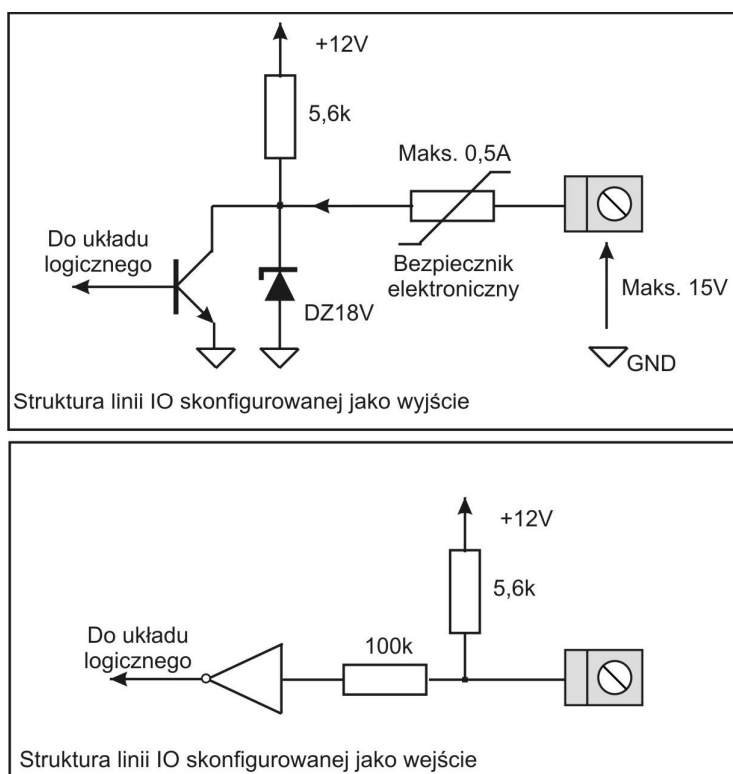 +12V
5,6k
Maks. 0,5A
Do układu
logicznego
Bezpiecznik
elektroniczny
DZ18V
Maks. 15V
GND
Struktura linii IO skonfigurowanej jako wyjście
+12V
5,6k
Do układu
logicznego
100k
Struktura linii IO skonfigurowanej jako wejście